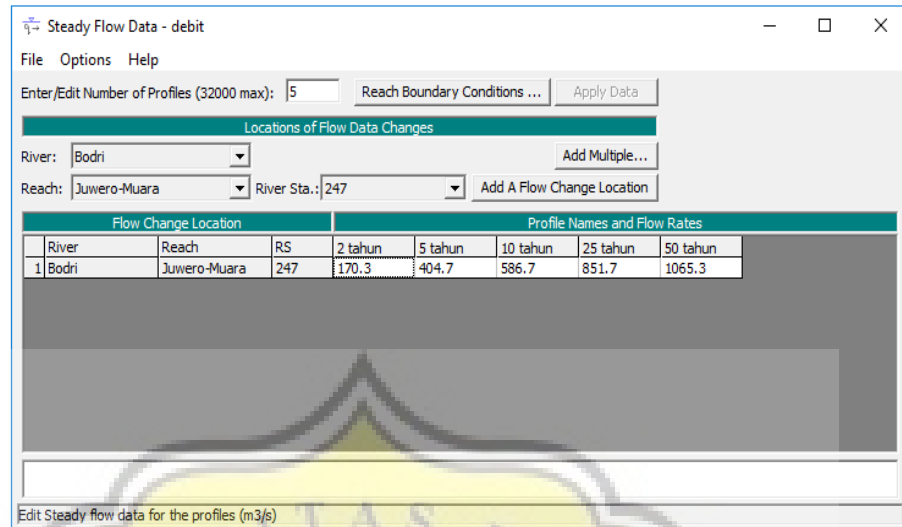 Steady Flow Data - debit
File Options Help
Enter/Edit Number of Profiles (32000 max): 5 Reach Boundary Conditions ... Apply Data
Locations of Flow Data Changes
River: Bodri Add Multiple...
Reach: Juwero-Muara River Sta.: 247 Add A Flow Change Location
Flow Change Location Profile Names and Flow Rates
River Reach RS 2 tahun 5 tahun 10 tahun 25 tahun 50 tahun
1 Bodri Juwero-Muara 247 170.3 404.7 586.7 851.7 1065.3
Edit Steady flow data for the profiles (m3/s)